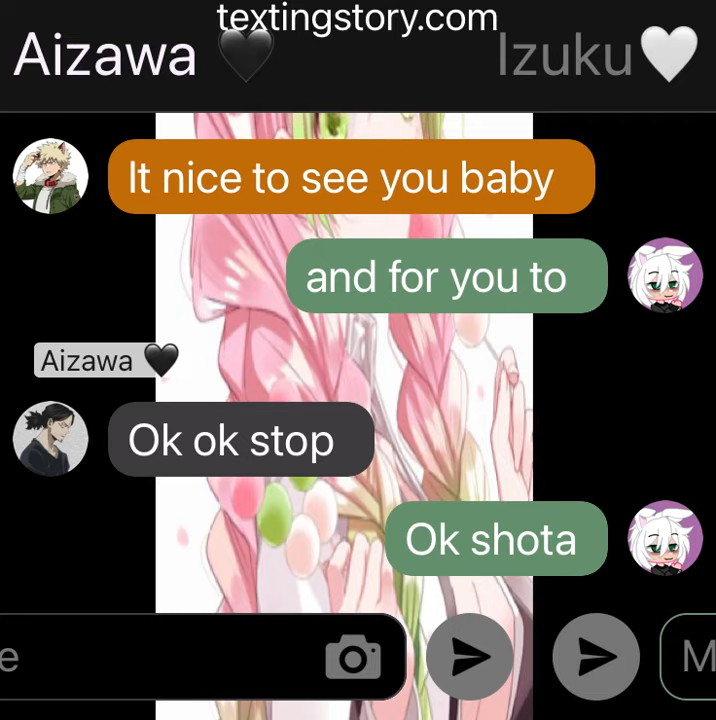 textingstory.com
Aizawa 🖤 Izuku 🤍
It nice to see you baby
and for you to
Aizawa 🖤
Ok ok stop
Ok shota
e M